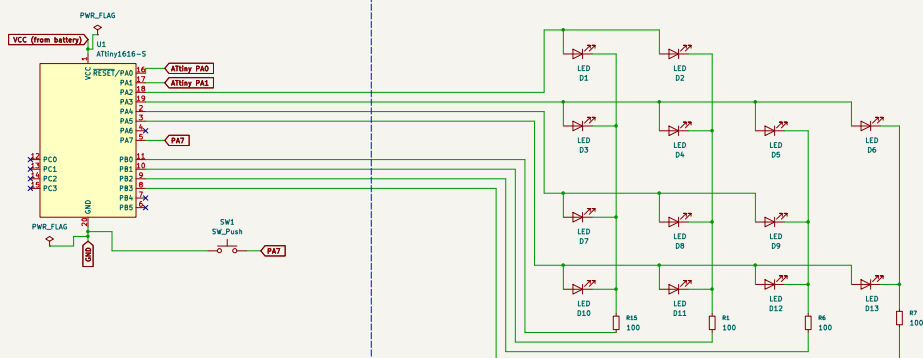 PWR_FLAG
VCC (from battery)
U1
ATtiny1616-S
1
VCC
RESET/PA0 16 ATtiny PA0
PA1 17 ATtiny PA1
PA2 18
PA3 19
PA4 2
PA5 3
PA6 4
PA7 5 PA7
12 PC0 PB0 11
13 PC1 PB1 10
14 PC2 PB2 9
15 PC3 PB3 8
PB4 7
PB5 6
GND
20
PWR_FLAG
GND
SW1
SW_Push
PA7
LED
D1
LED
D2
LED
D3
LED
D4
LED
D5
LED
D6
LED
D7
LED
D8
LED
D9
LED
D10
LED
D11
LED
D12
LED
D13
R15
100
R1
100
R6
100
R7
100